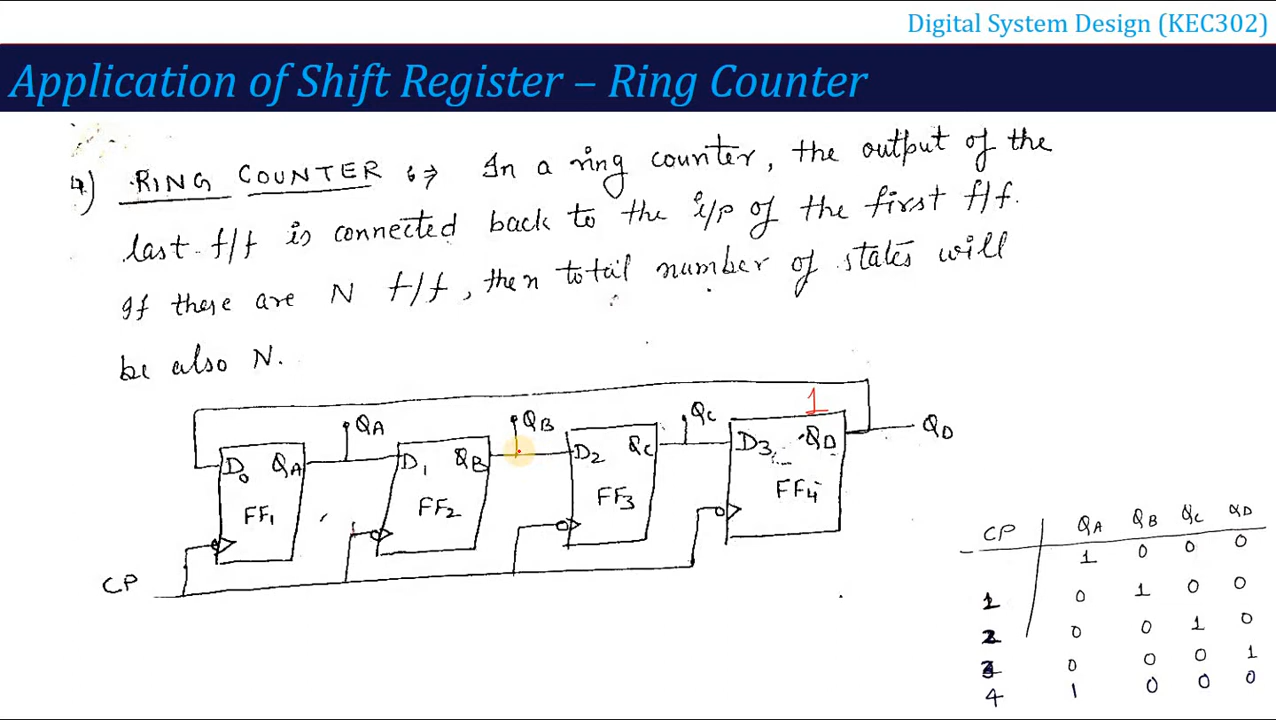 Digital System Design (KEC302)
Application of Shift Register – Ring Counter
4) RING COUNTER :⇒ In a ring counter, the output of the
last f/f is connected back to the i/p of the first f/f.
If there are N f/f, then total number of states will
be also N.
1
QA QB QC
D0 QA D1 QB D2 QC D3 QD QD
FF1 FF2 FF3 FF4
CP
CP QA QB QC QD
1 0 0 0
1 0 1 0 0
2 0 0 1 0
3 0 0 0 1
4 1 0 0 0